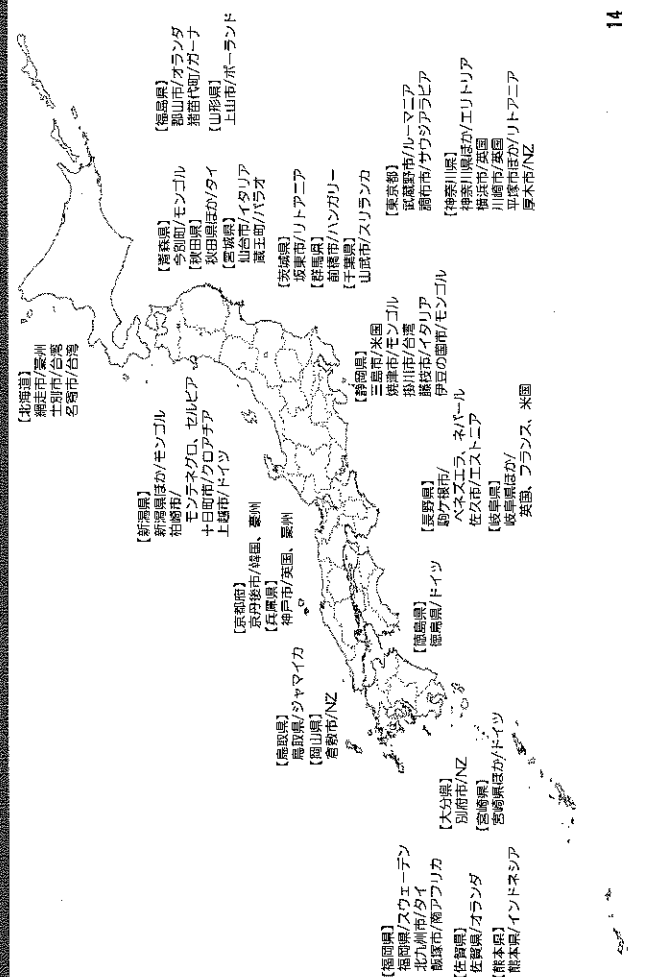 【北海道】
網走市/豪州
士別市/台湾
名寄市/台湾
【青森県】
今別町/モンゴル
【秋田県】
秋田県ほか/タイ
【宮城県】
仙台市/イタリア
蔵王町/パラオ
【福島県】
郡山市/オランダ
猪苗代町/ガーナ
【山形県】
上山市/ポーランド
【茨城県】
坂東市/リトアニア
【群馬県】
前橋市/ハンガリー
【千葉県】
山武市/スリランカ
【東京都】
武蔵野市/ルーマニア
調布市/サウジアラビア
【神奈川県】
神奈川県ほか/エリトリア
横浜市/英国
川崎市/英国
平塚市ほか/リトアニア
厚木市/NZ
【新潟県】
新潟県ほか/モンゴル
柏崎市/
モンテネグロ、セルビア
十日町市/クロアチア
上越市/ドイツ
【静岡県】
三島市/米国
焼津市/モンゴル
掛川市/台湾
藤枝市/イタリア
伊豆の国市/モンゴル
【長野県】
駒ケ根市/
ベネズエラ、ネパール
佐久市/エストニア
【岐阜県】
岐阜県ほか/
英国、フランス、米国
【京都府】
京丹後市/韓国、豪州
【兵庫県】
神戸市/英国、豪州
【鳥取県】
鳥取県/ジャマイカ
【岡山県】
倉敷市/NZ
【徳島県】
徳島県/ドイツ
【大分県】
別府市/NZ
【宮崎県】
宮崎県ほか/ドイツ
【福岡県】
福岡県/スウェーデン
北九州市/タイ
飯塚市/南アフリカ
【佐賀県】
佐賀県/オランダ
【熊本県】
熊本県/インドネシア
14